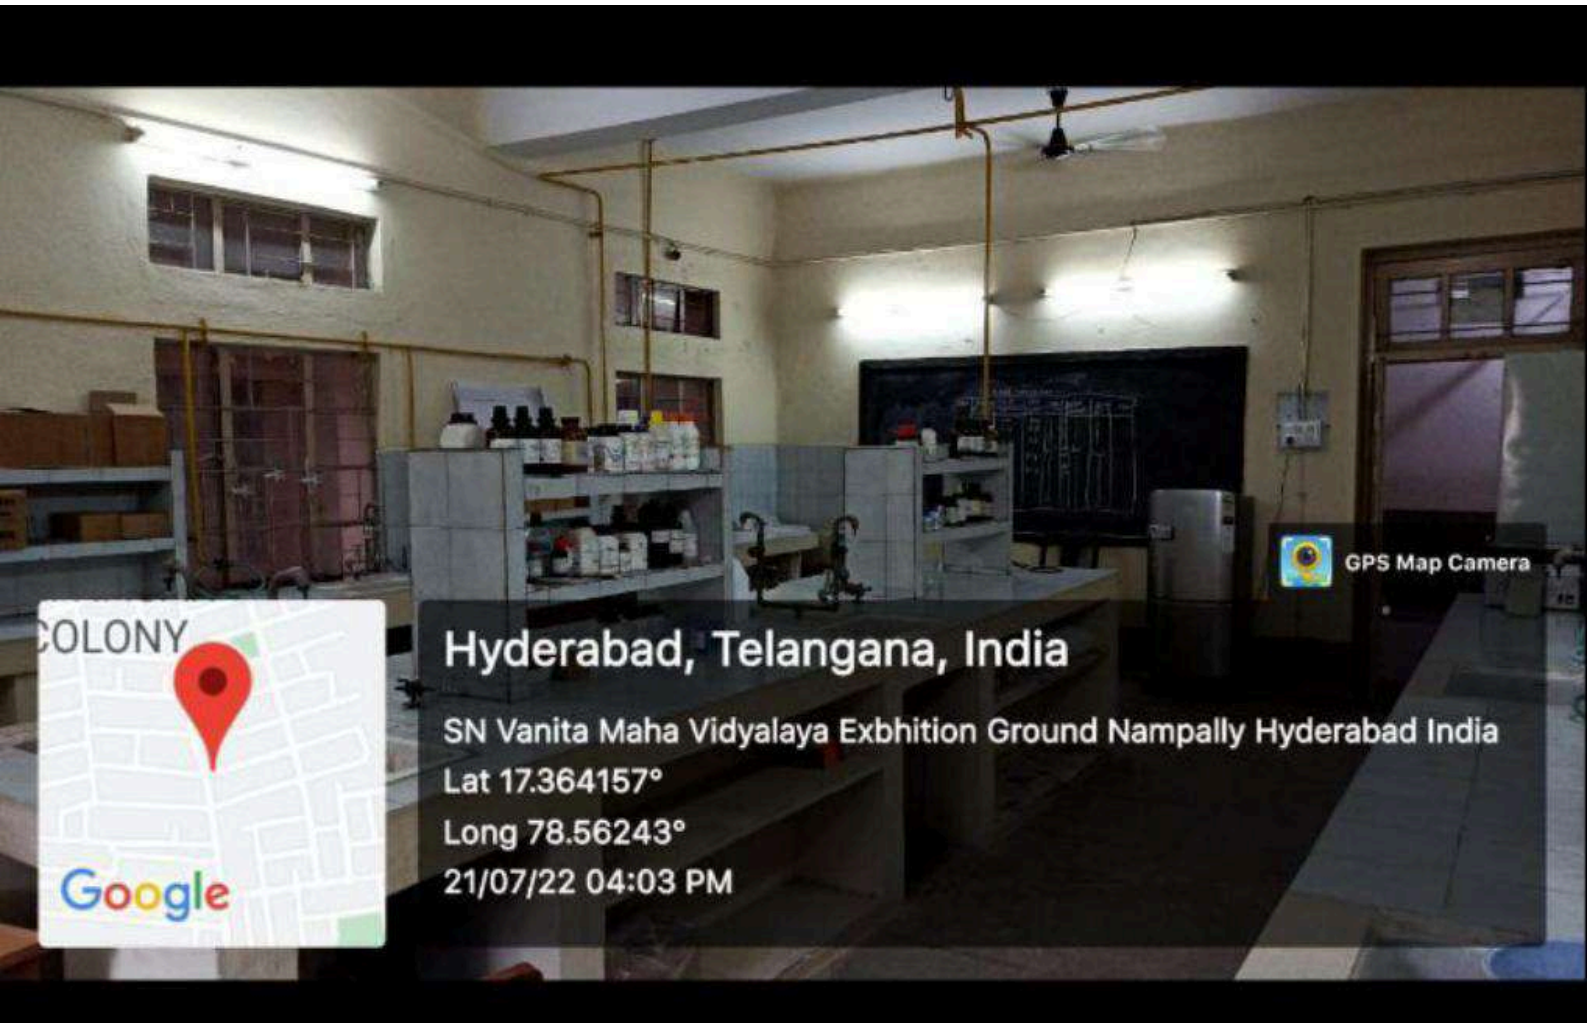 GPS Map Camera
COLONY
Google
Hyderabad, Telangana, India
SN Vanita Maha Vidyalaya Exbhition Ground Nampally Hyderabad India
Lat 17.364157°
Long 78.56243°
21/07/22 04:03 PM